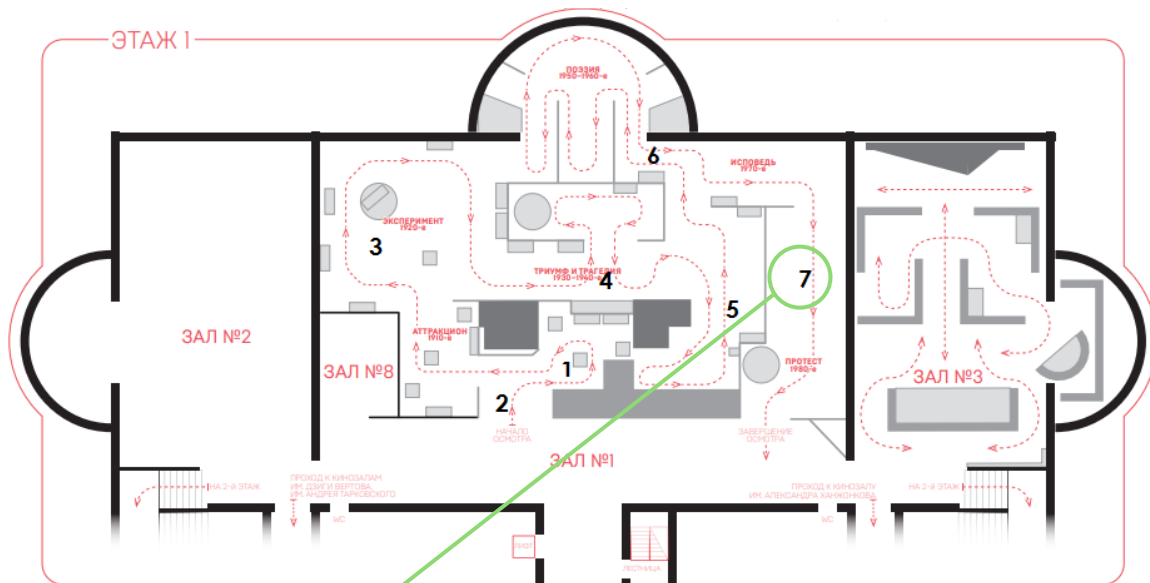 ЭТАЖ 1
ПОЭЗИЯ
1950–1960-е
6
ИСПОВЕДЬ
1970-е
ЭКСПЕРИМЕНТ
1920-е
3
ТРИУМФ И ТРАГЕДИЯ
1930–1940-е
4
7
5
ЗАЛ №2
АТТРАКЦИОН
1910-е
ЗАЛ №8
1
2
ПРОТЕСТ
1980-е
ЗАЛ №3
НАЧАЛО
ОСМОТРА
ЗАВЕРШЕНИЕ
ОСМОТРА
ЗАЛ №1
НА 2-й ЭТАЖ
ПРОХОД К КИНОЗАЛАМ
ИМ. ДЗИГИ ВЕРТОВА,
ИМ. АНДРЕЯ ТАРКОВСКОГО
WC
ПРОХОД К КИНОЗАЛУ
ИМ. АЛЕКСАНДРА ХАНЖОНКОВА
WC
НА 2-й ЭТАЖ
ЛИФТ
ЛЕСТНИЦА